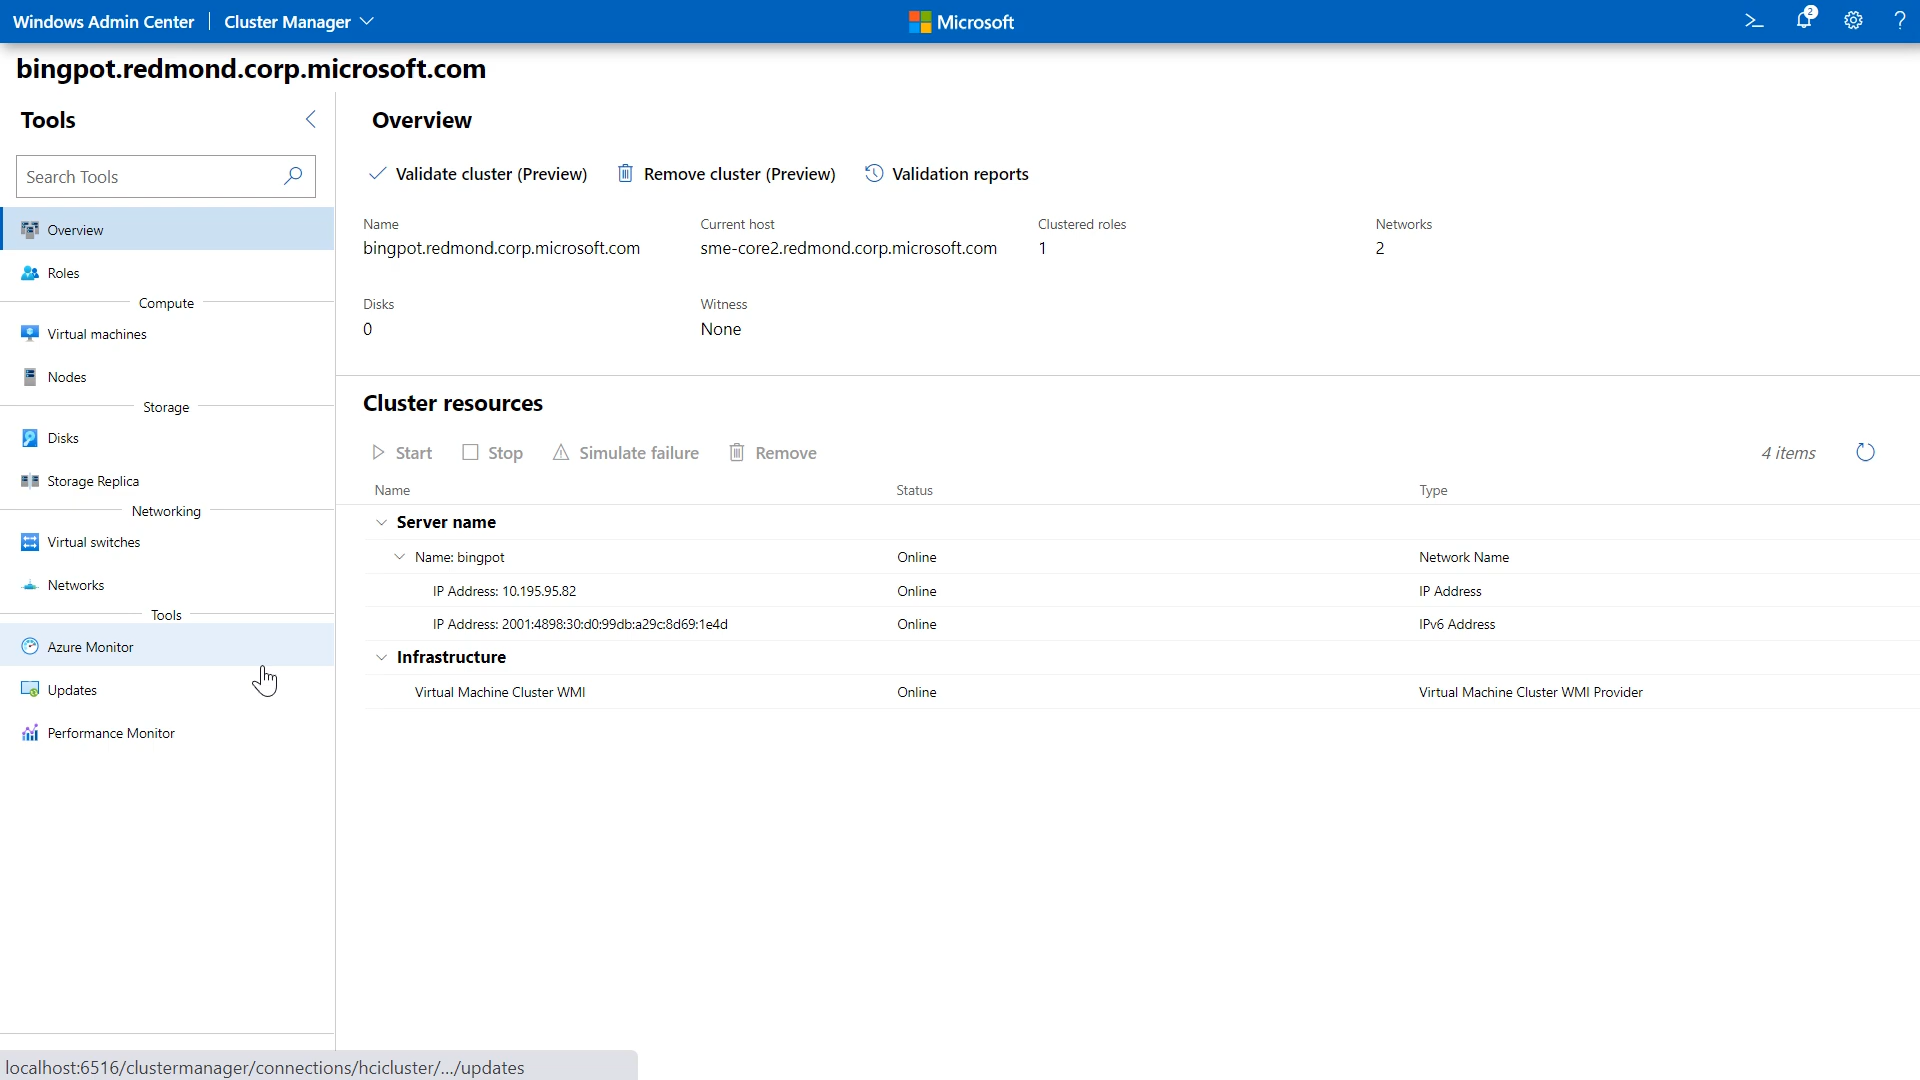 Windows Admin Center | Cluster Manager
Microsoft
2
?
bingpot.redmond.corp.microsoft.com
Tools
Search Tools
Overview
Roles
Compute
Virtual machines
Nodes
Storage
Disks
Storage Replica
Networking
Virtual switches
Networks
Tools
Azure Monitor
Updates
Performance Monitor
Overview
Validate cluster (Preview) Remove cluster (Preview) Validation reports
Name Current host Clustered roles Networks
bingpot.redmond.corp.microsoft.com sme-core2.redmond.corp.microsoft.com 1 2
Disks Witness
0 None
Cluster resources
Start Stop Simulate failure Remove 4 items
Name Status Type
Server name
Name: bingpot Online Network Name
IP Address: 10.195.95.82 Online IP Address
IP Address: 2001:4898:30:d0:99db:a29c:8d69:1e4d Online IPv6 Address
Infrastructure
Virtual Machine Cluster WMI Online Virtual Machine Cluster WMI Provider
localhost:6516/clustermanager/connections/hcicluster/.../updates